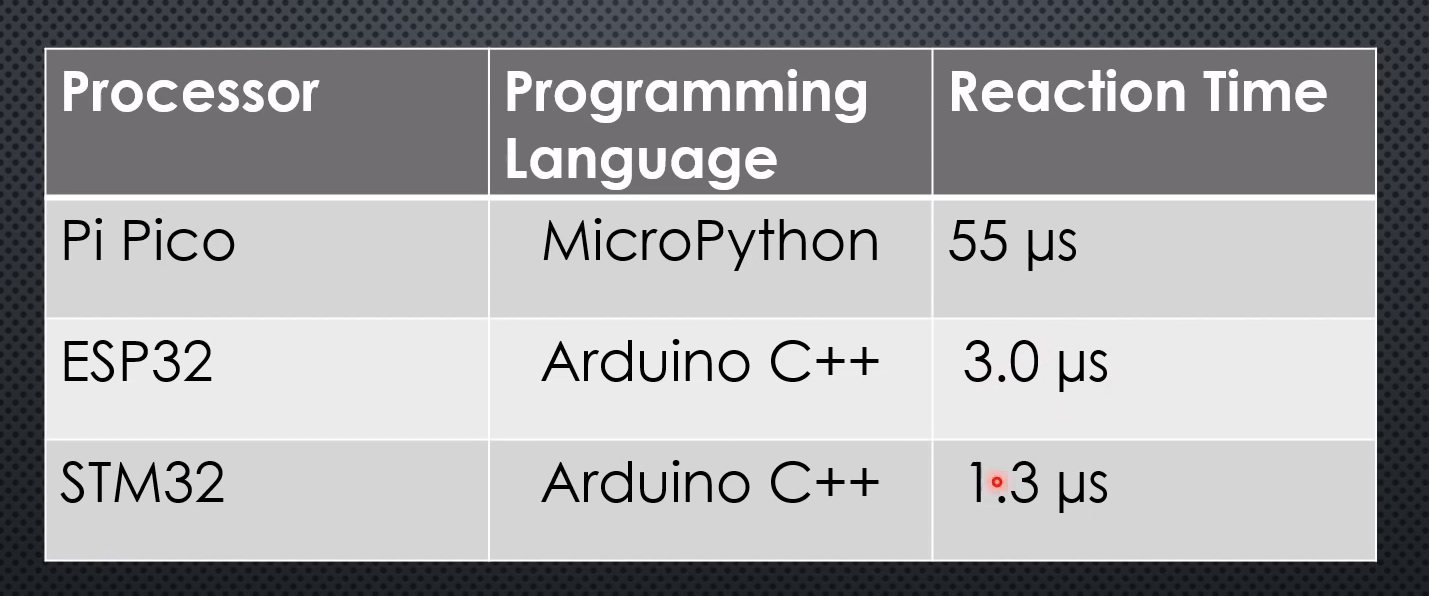 Processor
Programming
Language
Reaction Time
Pi Pico
MicroPython
55 µs
ESP32
Arduino C++
3.0 µs
STM32
Arduino C++
1.3 µs